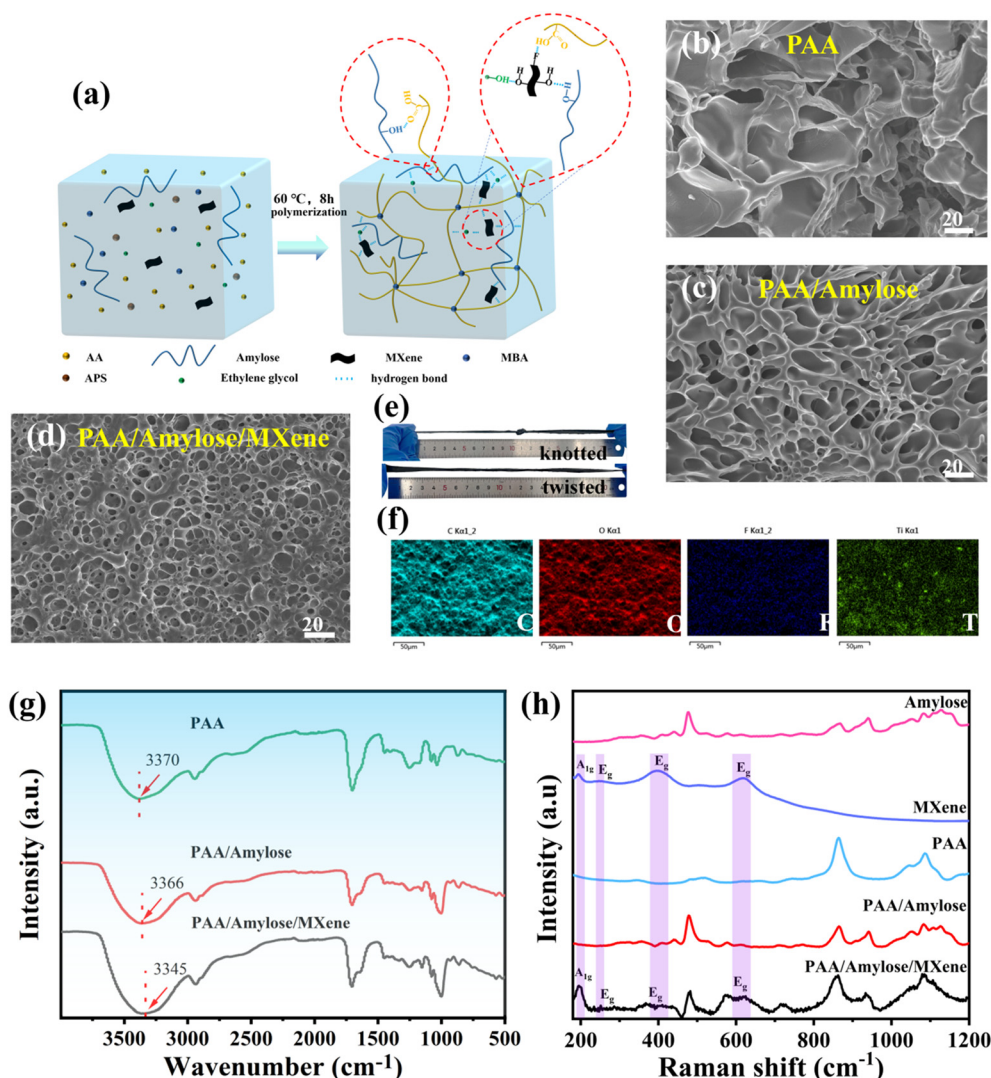 (a)
60 ℃, 8h
polymerization
AA
Amylose
MXene
MBA
APS
Ethylene glycol
hydrogen bond
HO
O
F
H
H
OH
O
O
OH
O
(b)
PAA
20
(c)
PAA/Amylose
20
(d)
PAA/Amylose/MXene
20
(e)
knotted
twisted
(f)
C Kα1_2
O Kα1
F Kα1_2
Ti Kα1
C
O
F
T
50μm
50μm
50μm
50μm
(g)
PAA
3370
PAA/Amylose
3366
PAA/Amylose/MXene
3345
Intensity (a.u.)
3500 3000 2500 2000 1500 1000 500
Wavenumber (cm-1)
(h)
Amylose
A1g
Eg
Eg
Eg
MXene
PAA
PAA/Amylose
PAA/Amylose/MXene
A1g
Eg
Eg
Eg
Intensity (a.u)
200 400 600 800 1000 1200
Raman shift (cm-1)